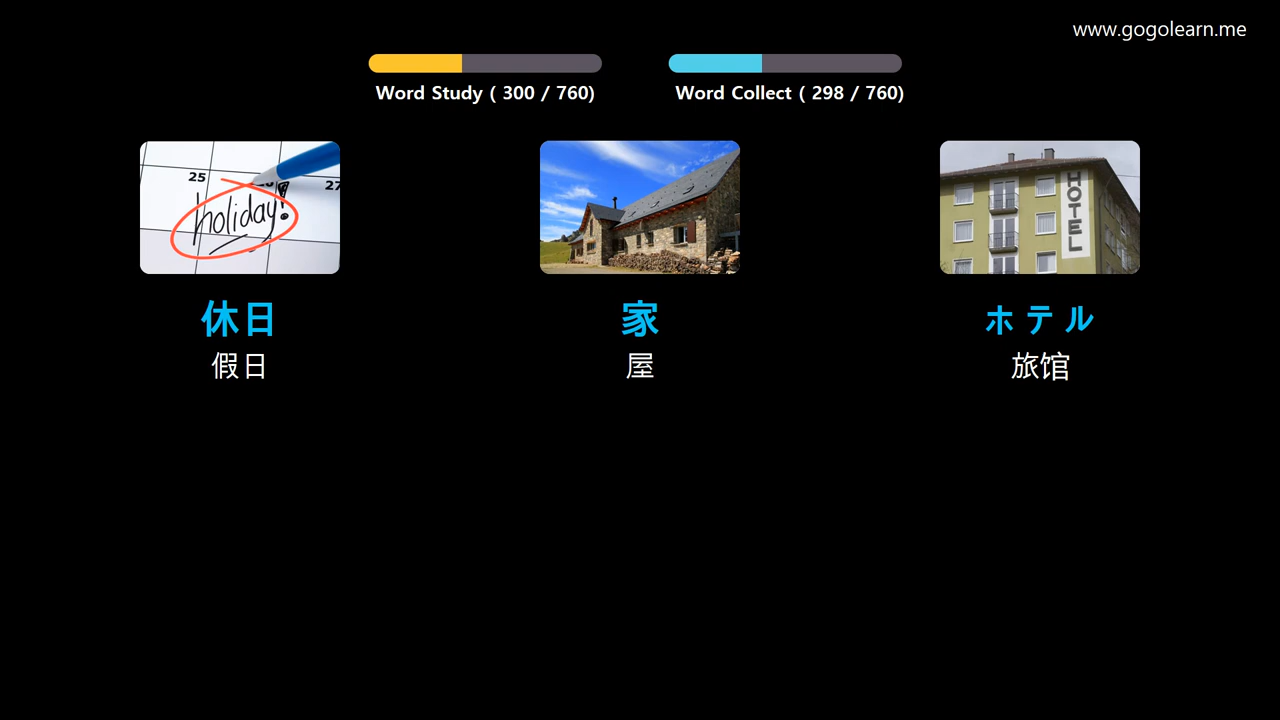 www.gogolearn.me
Word Study ( 300 / 760)
Word Collect ( 298 / 760)
25
27
holiday!
HOTEL
休日
家
ホテル
假日
屋
旅馆